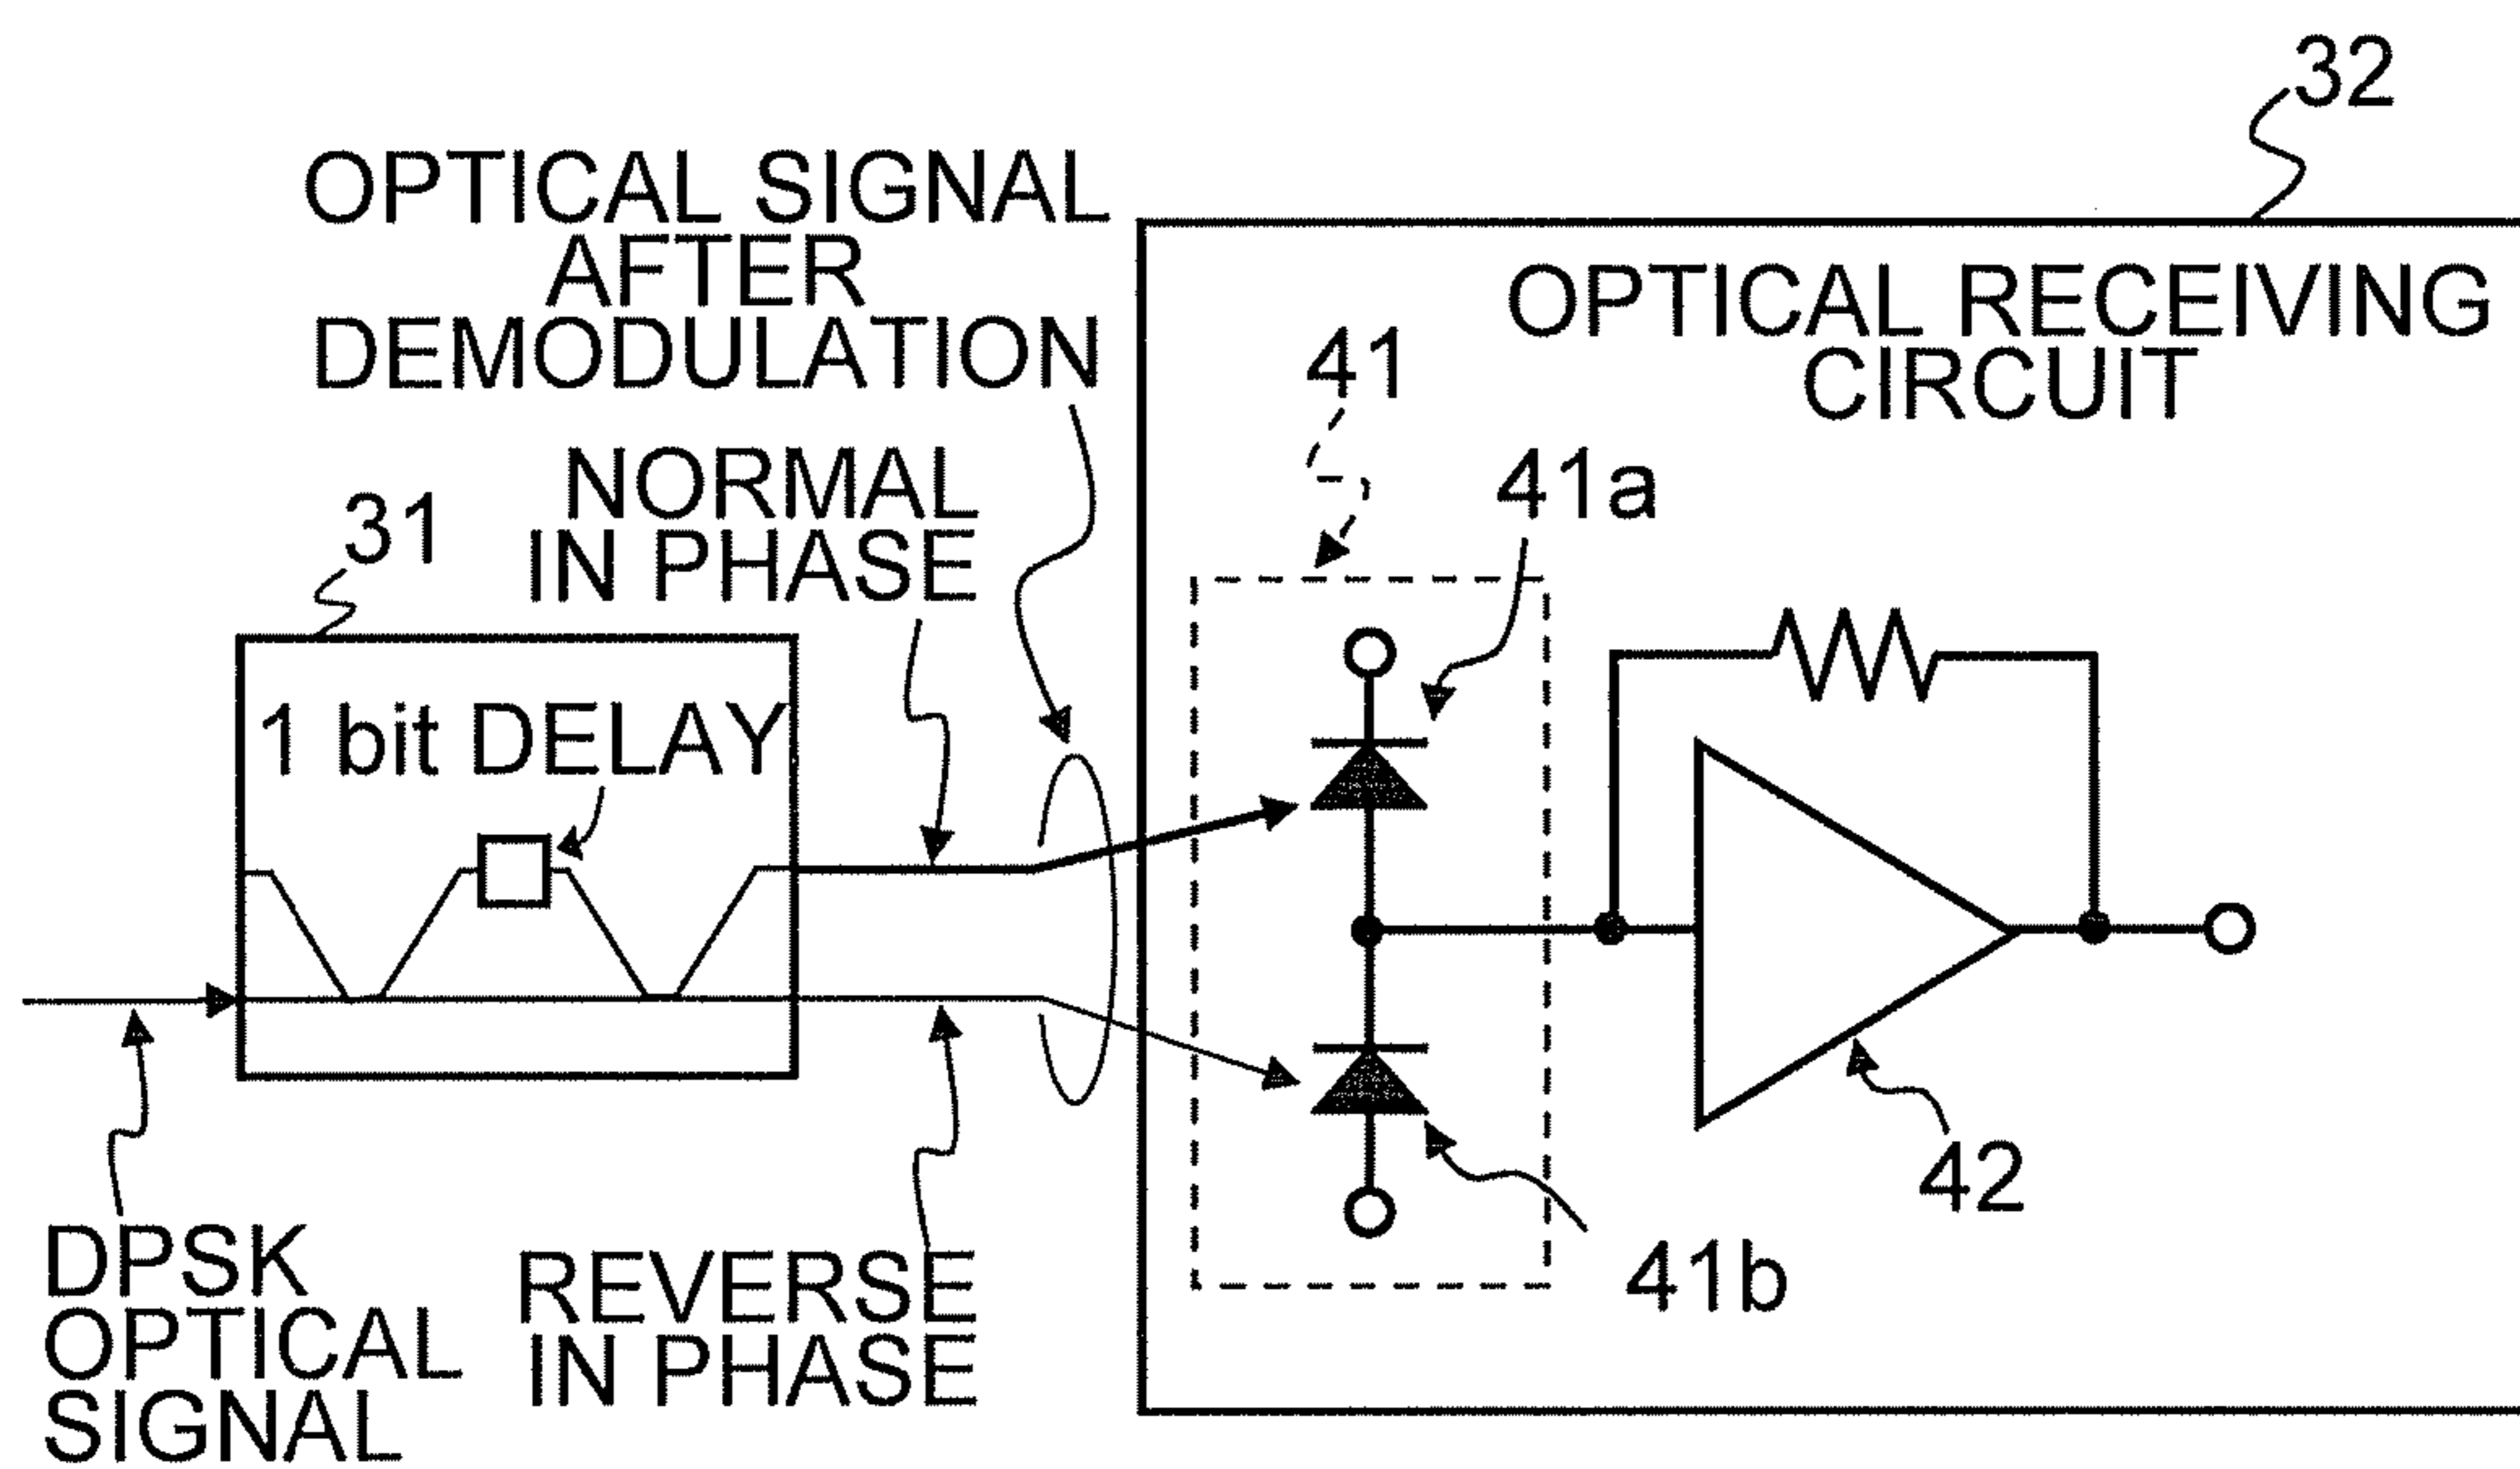 32
OPTICAL SIGNAL
AFTER
DEMODULATION
OPTICAL RECEIVING
CIRCUIT
41
41a
NORMAL
IN PHASE
31
1 bit DELAY
42
41b
DPSK
OPTICAL
SIGNAL
REVERSE
IN PHASE